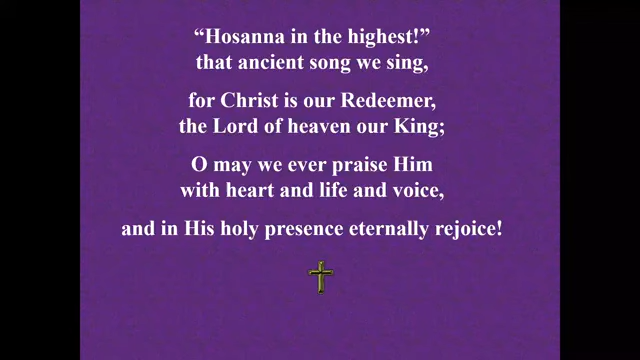 “Hosanna in the highest!”
that ancient song we sing,
for Christ is our Redeemer,
the Lord of heaven our King;
O may we ever praise Him
with heart and life and voice,
and in His holy presence eternally rejoice!